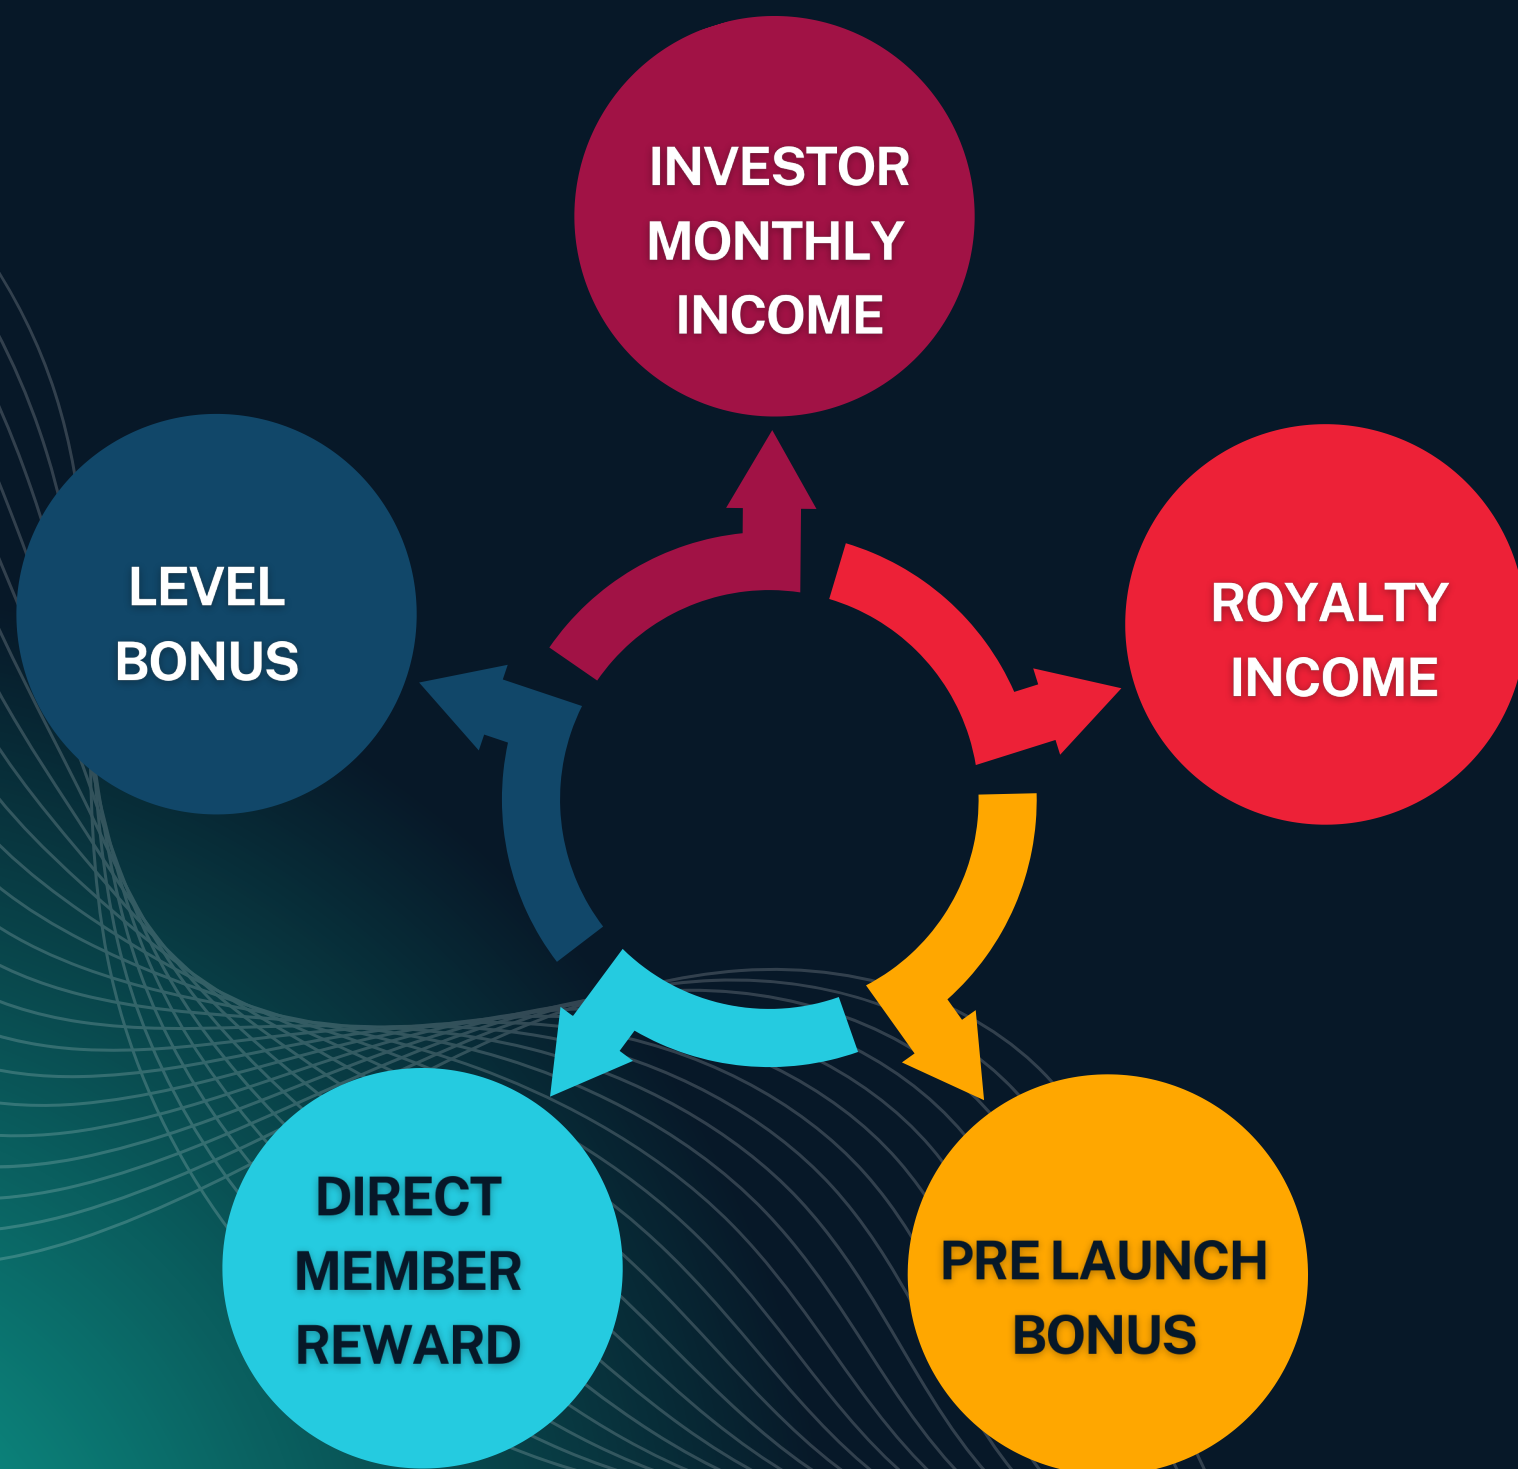 INVESTOR
MONTHLY
INCOME
LEVEL
BONUS
ROYALTY
INCOME
DIRECT
MEMBER
REWARD
PRE LAUNCH
BONUS